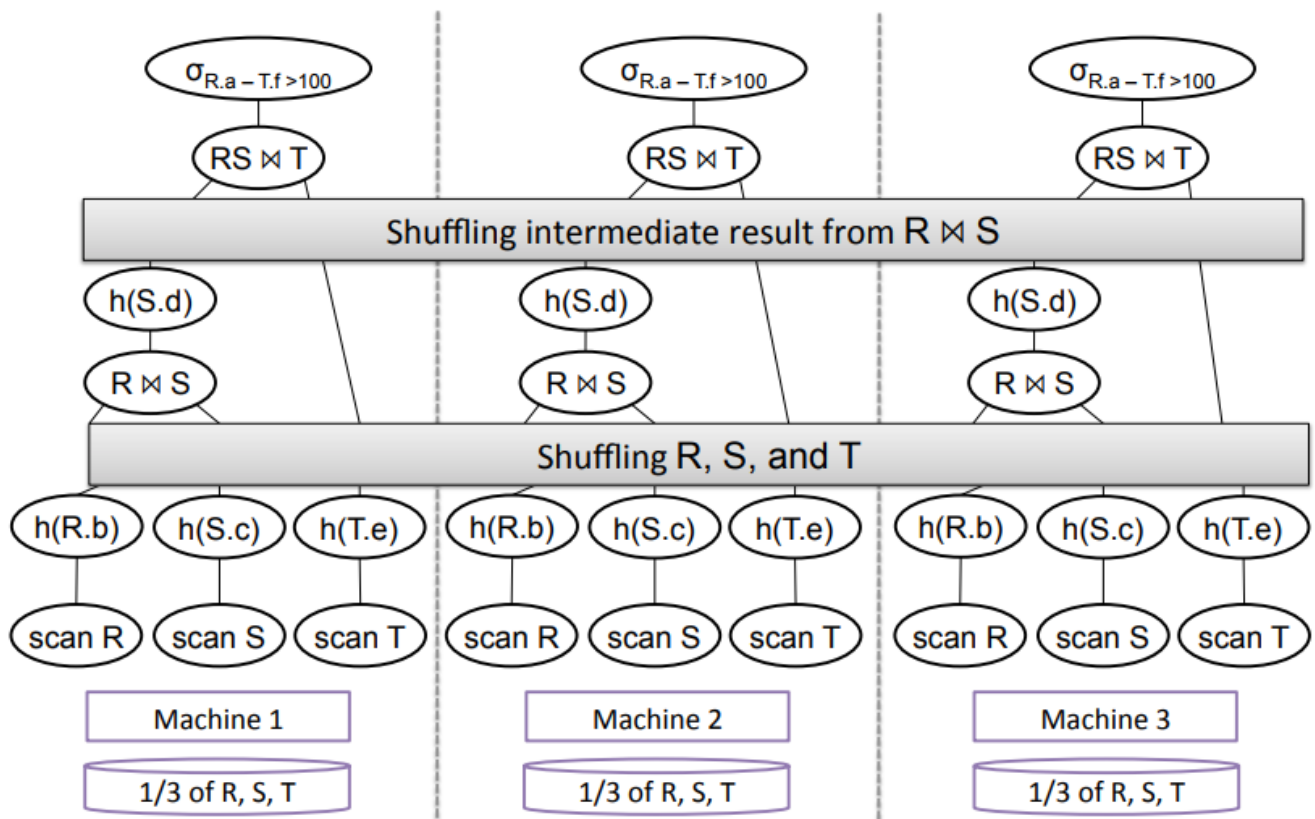 σR.a – T.f >100 σR.a – T.f >100 σR.a – T.f >100
RS ⋈ T RS ⋈ T RS ⋈ T
Shuffling intermediate result from R ⋈ S
h(S.d) h(S.d) h(S.d)
R ⋈ S R ⋈ S R ⋈ S
Shuffling R, S, and T
h(R.b) h(S.c) h(T.e) h(R.b) h(S.c) h(T.e) h(R.b) h(S.c) h(T.e)
scan R scan S scan T scan R scan S scan T scan R scan S scan T
Machine 1 Machine 2 Machine 3
1/3 of R, S, T 1/3 of R, S, T 1/3 of R, S, T